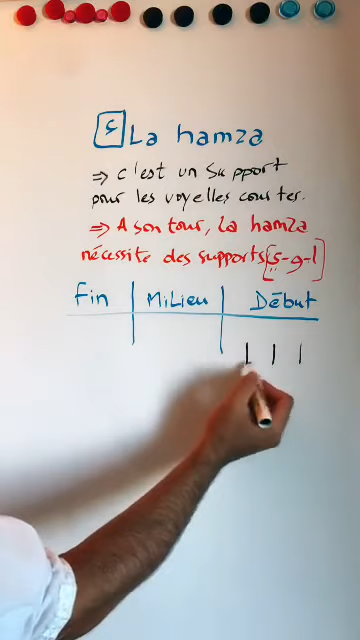 ء La hamza
⇒ c'est un support
pour les voyelles courtes.
⇒ A son tour, la hamza
nécessite des supports [ي-و-ا]
Fin | Milieu | Début
ا ا ا